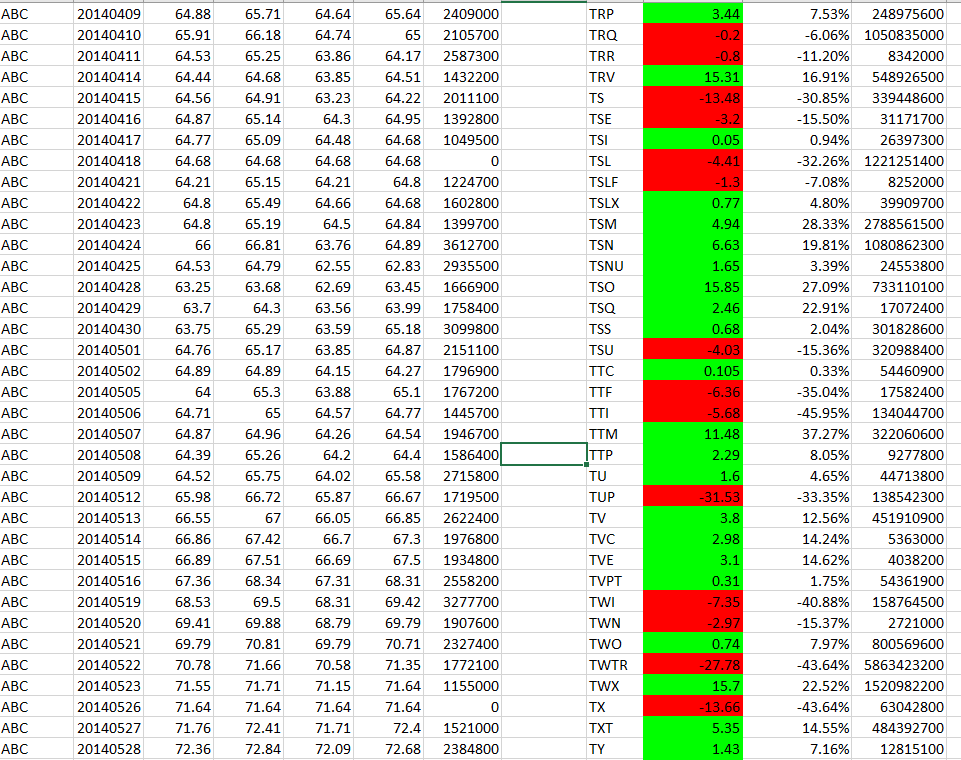 ABC 20140409 64.88 65.71 64.64 65.64 2409000 TRP 3.44 7.53% 248975600
ABC 20140410 65.91 66.18 64.74 65 2105700 TRQ -0.2 -6.06% 1050835000
ABC 20140411 64.53 65.25 63.86 64.17 2587300 TRR -0.8 -11.20% 8342000
ABC 20140414 64.44 64.68 63.85 64.51 1432200 TRV 15.31 16.91% 548926500
ABC 20140415 64.56 64.91 63.23 64.22 2011100 TS -13.48 -30.85% 339448600
ABC 20140416 64.87 65.14 64.3 64.95 1392800 TSE -3.2 -15.50% 31171700
ABC 20140417 64.77 65.09 64.48 64.68 1049500 TSI 0.05 0.94% 26397300
ABC 20140418 64.68 64.68 64.68 64.68 0 TSL -4.41 -32.26% 1221251400
ABC 20140421 64.21 65.15 64.21 64.8 1224700 TSLF -1.3 -7.08% 8252000
ABC 20140422 64.8 65.49 64.66 64.68 1602800 TSLX 0.77 4.80% 39909700
ABC 20140423 64.8 65.19 64.5 64.84 1399700 TSM 4.94 28.33% 2788561500
ABC 20140424 66 66.81 63.76 64.89 3612700 TSN 6.63 19.81% 1080862300
ABC 20140425 64.53 64.79 62.55 62.83 2935500 TSNU 1.65 3.39% 24553800
ABC 20140428 63.25 63.68 62.69 63.45 1666900 TSO 15.85 27.09% 733110100
ABC 20140429 63.7 64.3 63.56 63.99 1758400 TSQ 2.46 22.91% 17072400
ABC 20140430 63.75 65.29 63.59 65.18 3099800 TSS 0.68 2.04% 301828600
ABC 20140501 64.76 65.17 63.85 64.87 2151100 TSU -4.03 -15.36% 320988400
ABC 20140502 64.89 64.89 64.15 64.27 1796900 TTC 0.105 0.33% 54460900
ABC 20140505 64 65.3 63.88 65.1 1767200 TTF -6.36 -35.04% 17582400
ABC 20140506 64.71 65 64.57 64.77 1445700 TTI -5.68 -45.95% 134044700
ABC 20140507 64.87 64.96 64.26 64.54 1946700 TTM 11.48 37.27% 322060600
ABC 20140508 64.39 65.26 64.2 64.4 1586400 TTP 2.29 8.05% 9277800
ABC 20140509 64.52 65.75 64.02 65.58 2715800 TU 1.6 4.65% 44713800
ABC 20140512 65.98 66.72 65.87 66.67 1719500 TUP -31.53 -33.35% 138542300
ABC 20140513 66.55 67 66.05 66.85 2622400 TV 3.8 12.56% 451910900
ABC 20140514 66.86 67.42 66.7 67.3 1976800 TVC 2.98 14.24% 5363000
ABC 20140515 66.89 67.51 66.69 67.5 1934800 TVE 3.1 14.62% 4038200
ABC 20140516 67.36 68.34 67.31 68.31 2558200 TVPT 0.31 1.75% 54361900
ABC 20140519 68.53 69.5 68.31 69.42 3277700 TWI -7.35 -40.88% 158764500
ABC 20140520 69.41 69.88 68.79 69.79 1907600 TWN -2.97 -15.37% 2721000
ABC 20140521 69.79 70.81 69.79 70.71 2327400 TWO 0.74 7.97% 800569600
ABC 20140522 70.78 71.66 70.58 71.35 1772100 TWTR -27.78 -43.64% 5863423200
ABC 20140523 71.55 71.71 71.15 71.64 1155000 TWX 15.7 22.52% 1520982200
ABC 20140526 71.64 71.64 71.64 71.64 0 TX -13.66 -43.64% 63042800
ABC 20140527 71.76 72.41 71.71 72.4 1521000 TXT 5.35 14.55% 484392700
ABC 20140528 72.36 72.84 72.09 72.68 2384800 TY 1.43 7.16% 12815100